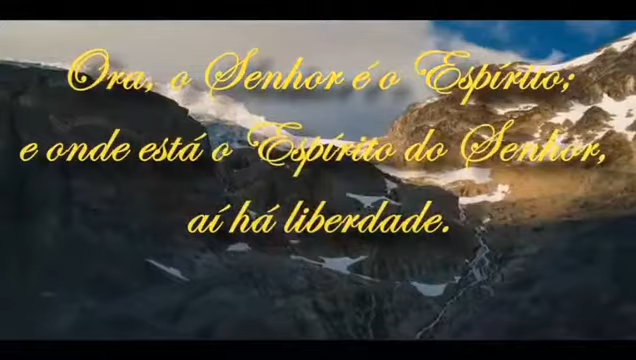 Ora, o Senhor é o Espírito;
e onde está o Espírito do Senhor,
aí há liberdade.